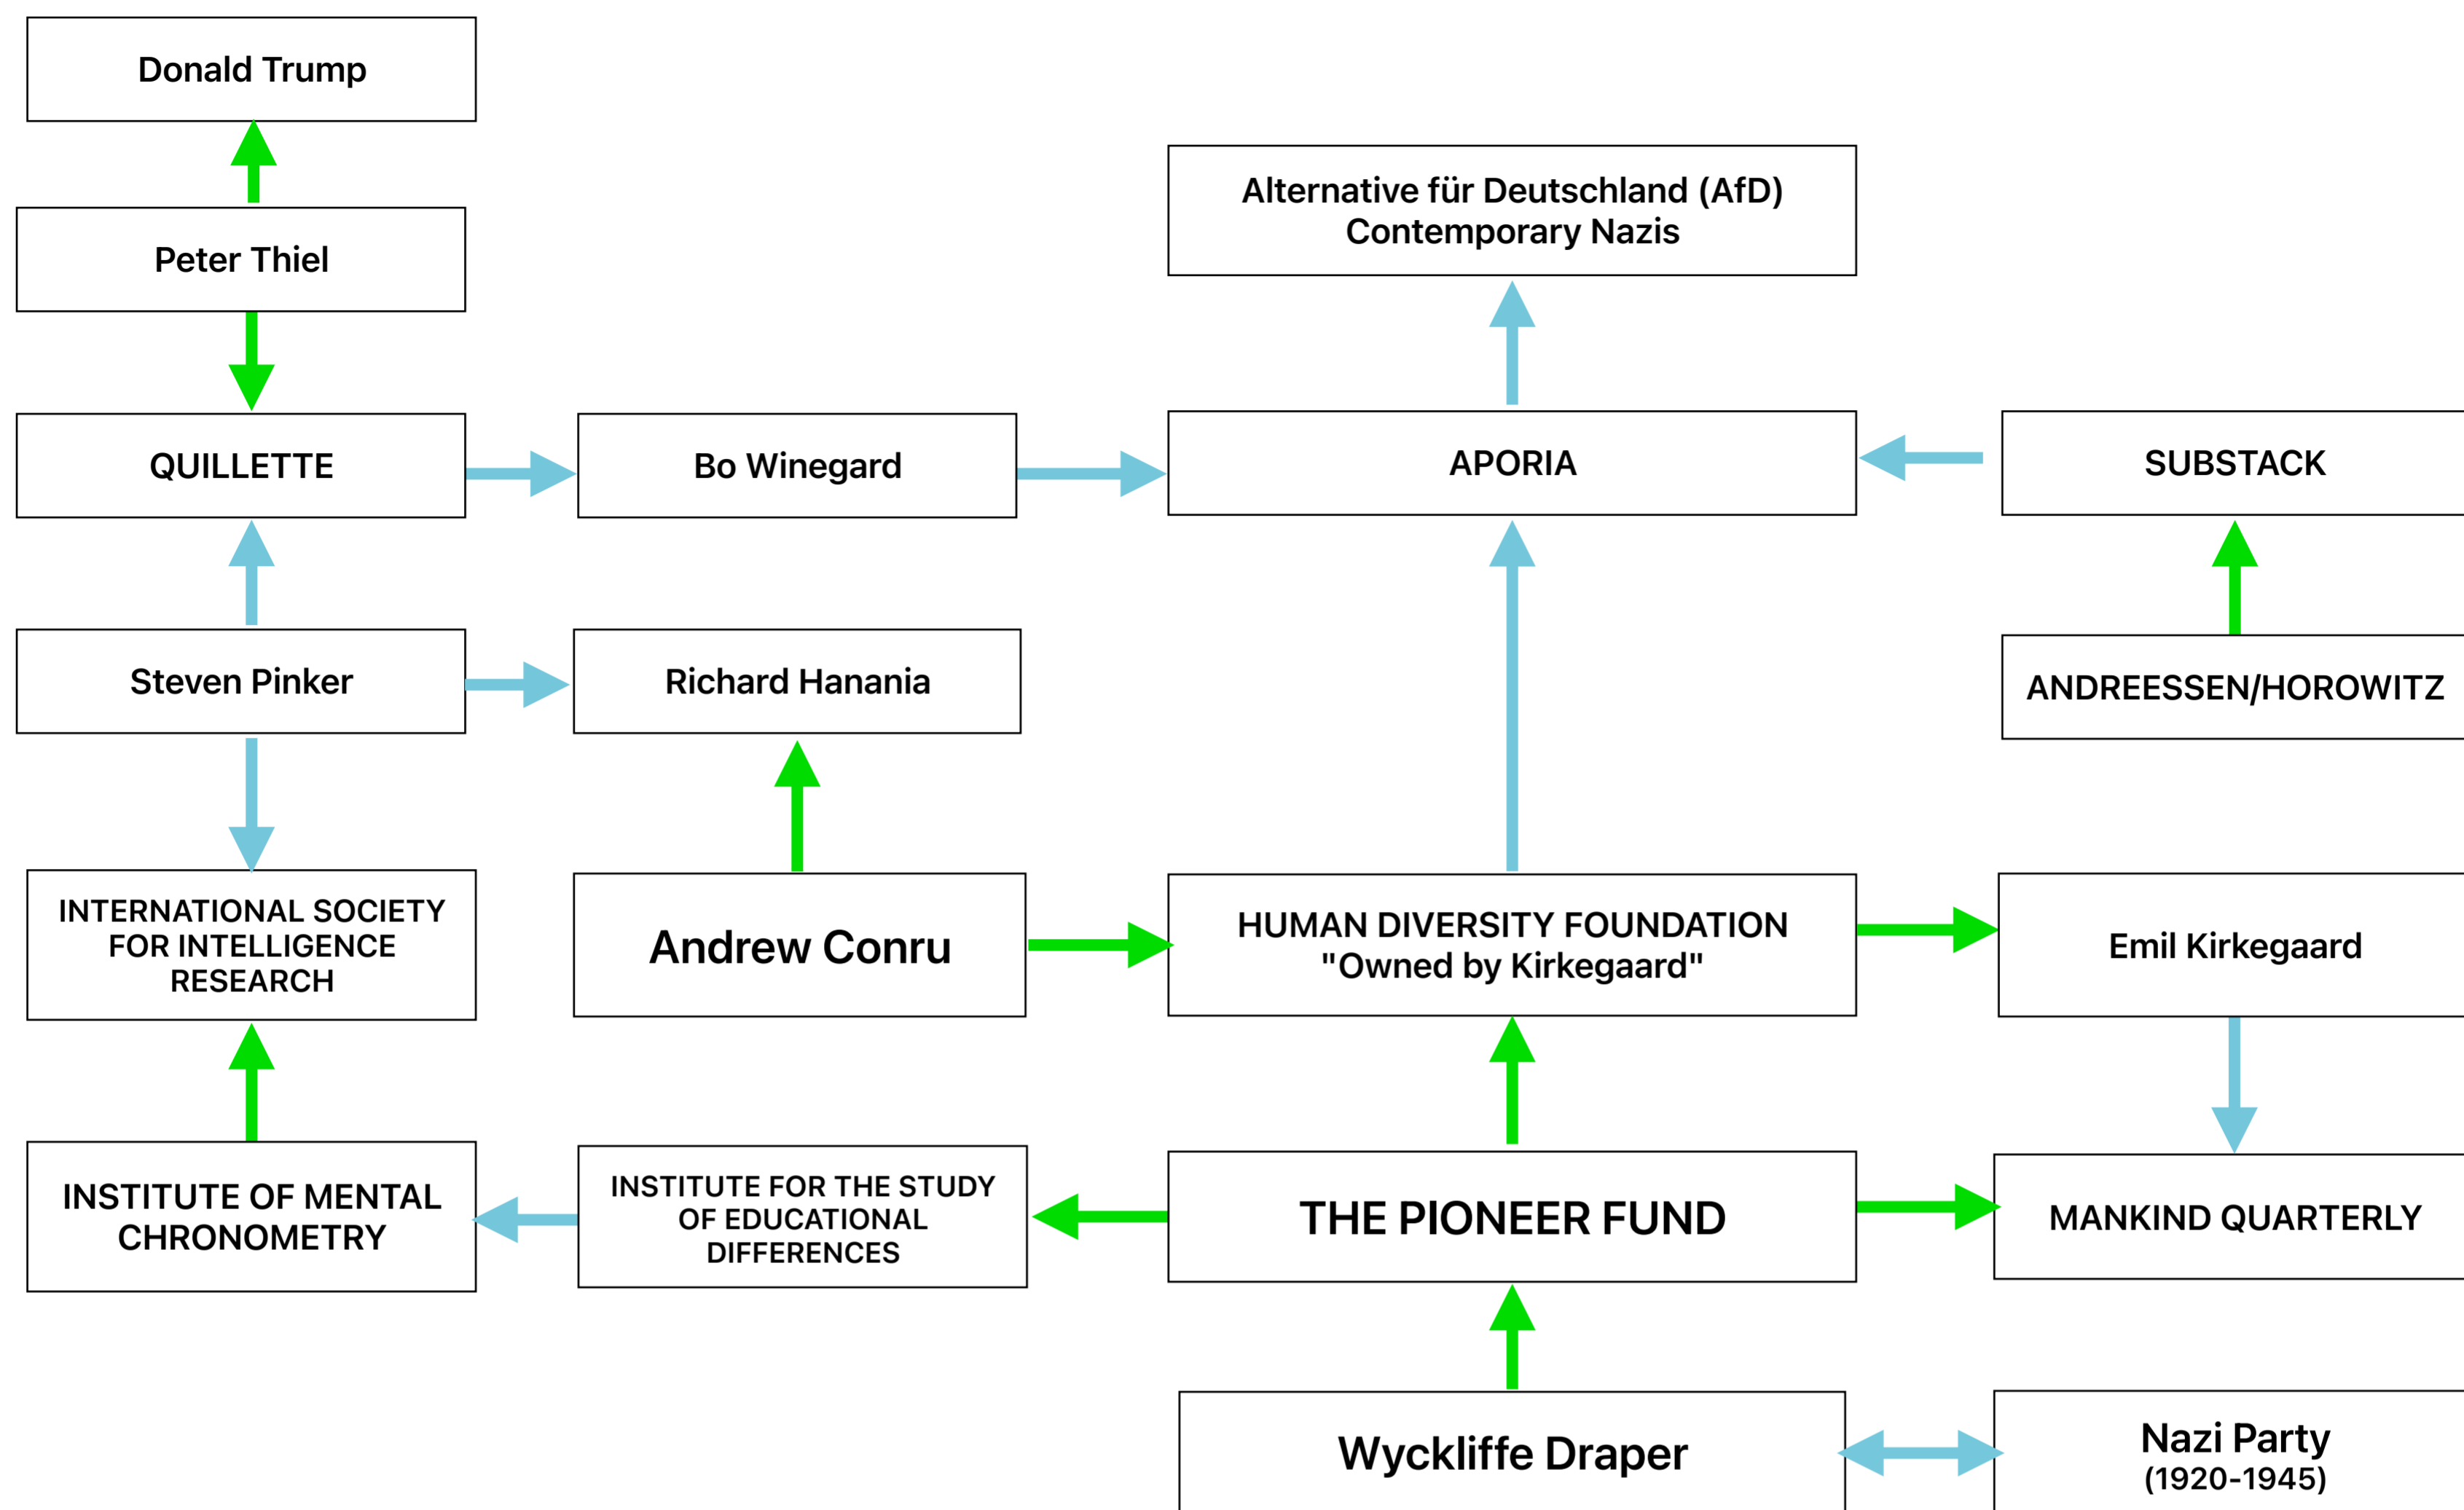 Donald Trump
Alternative für Deutschland (AfD)
Contemporary Nazis
Peter Thiel
QUILLETTE
Bo Winegard
APORIA
SUBSTACK
Steven Pinker
Richard Hanania
ANDREESSEN/HOROWITZ
INTERNATIONAL SOCIETY
FOR INTELLIGENCE
RESEARCH
Andrew Conru
HUMAN DIVERSITY FOUNDATION
"Owned by Kirkegaard"
Emil Kirkegaard
INSTITUTE OF MENTAL
CHRONOMETRY
INSTITUTE FOR THE STUDY
OF EDUCATIONAL
DIFFERENCES
THE PIONEER FUND
MANKIND QUARTERLY
Wyckliffe Draper
Nazi Party
(1920-1945)